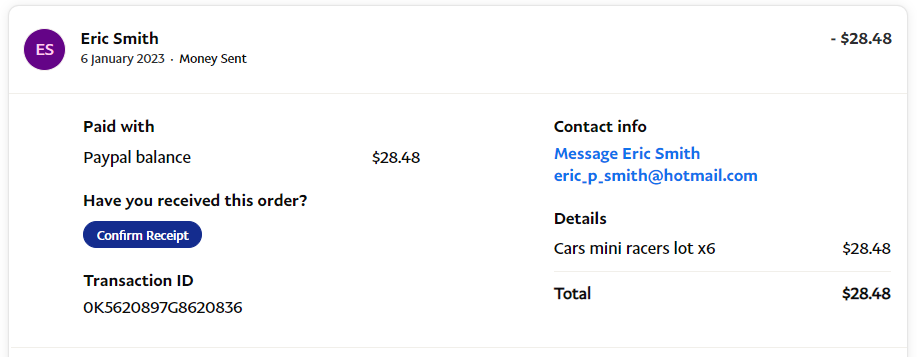 ES
Eric Smith
6 January 2023 · Money Sent
- $28.48
Paid with
Paypal balance $28.48
Have you received this order?
Confirm Receipt
Transaction ID
0K5620897G8620836
Contact info
Message Eric Smith
eric_p_smith@hotmail.com
Details
Cars mini racers lot x6 $28.48
Total $28.48